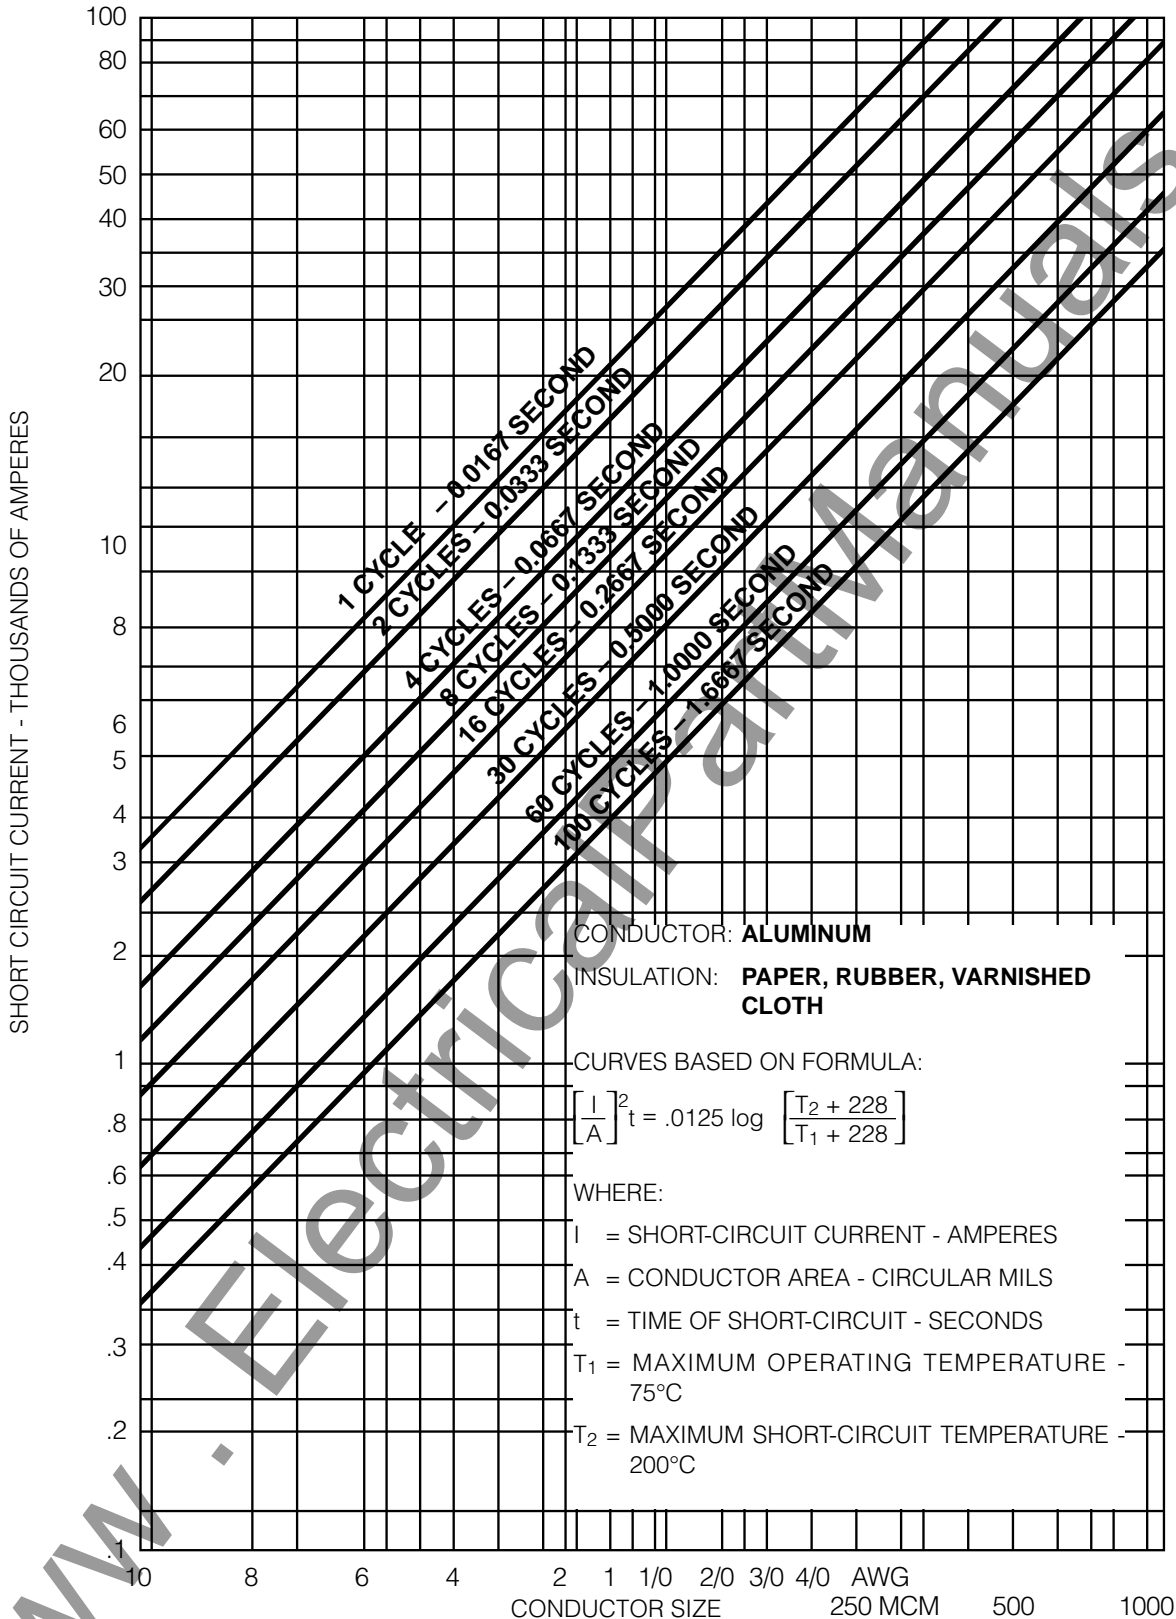 100
80
60
50
40
30
20
10
8
6
5
4
3
2
1
.8
.6
.5
.4
.3
.2
.1
SHORT CIRCUIT CURRENT - THOUSANDS OF AMPERES
1 CYCLE – 0.0167 SECOND
2 CYCLES – 0.0333 SECOND
4 CYCLES – 0.0667 SECOND
8 CYCLES – 0.1333 SECOND
16 CYCLES – 0.2667 SECOND
30 CYCLES – 0.5000 SECOND
60 CYCLES – 1.0000 SECOND
100 CYCLES – 1.6667 SECOND
CONDUCTOR: ALUMINUM
INSULATION: PAPER, RUBBER, VARNISHED
CLOTH
CURVES BASED ON FORMULA:
[I/A]²t = .0125 log [T₂ + 228/T₁ + 228]
WHERE:
I = SHORT-CIRCUIT CURRENT - AMPERES
A = CONDUCTOR AREA - CIRCULAR MILS
t = TIME OF SHORT-CIRCUIT - SECONDS
T₁ = MAXIMUM OPERATING TEMPERATURE -
75°C
T₂ = MAXIMUM SHORT-CIRCUIT TEMPERATURE -
200°C
10 8 6 4 2 1 1/0 2/0 3/0 4/0 AWG
250 MCM 500 1000
CONDUCTOR SIZE
w . ElectricalPartManuals